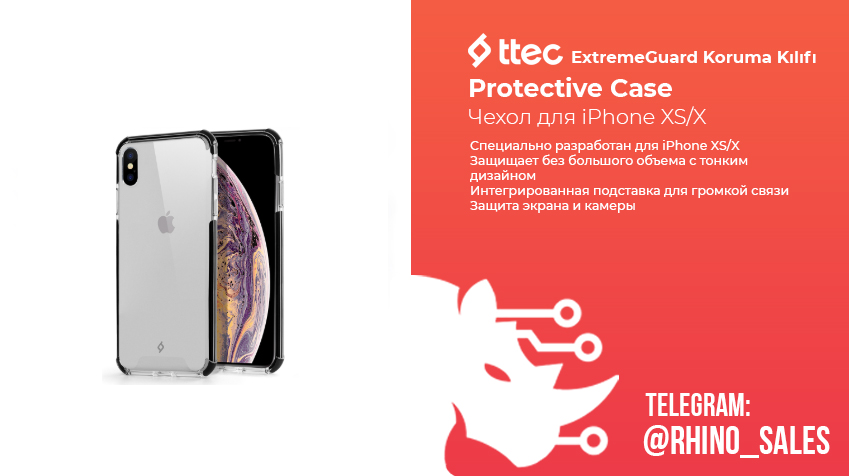 ttec ExtremeGuard Koruma Kılıfı
Protective Case
Чехол для iPhone XS/X
Специально разработан для iPhone XS/X
Защищает без большого объема с тонким
дизайном
Интегрированная подставка для громкой связи
Защита экрана и камеры
TELEGRAM:
@RHINO_SALES